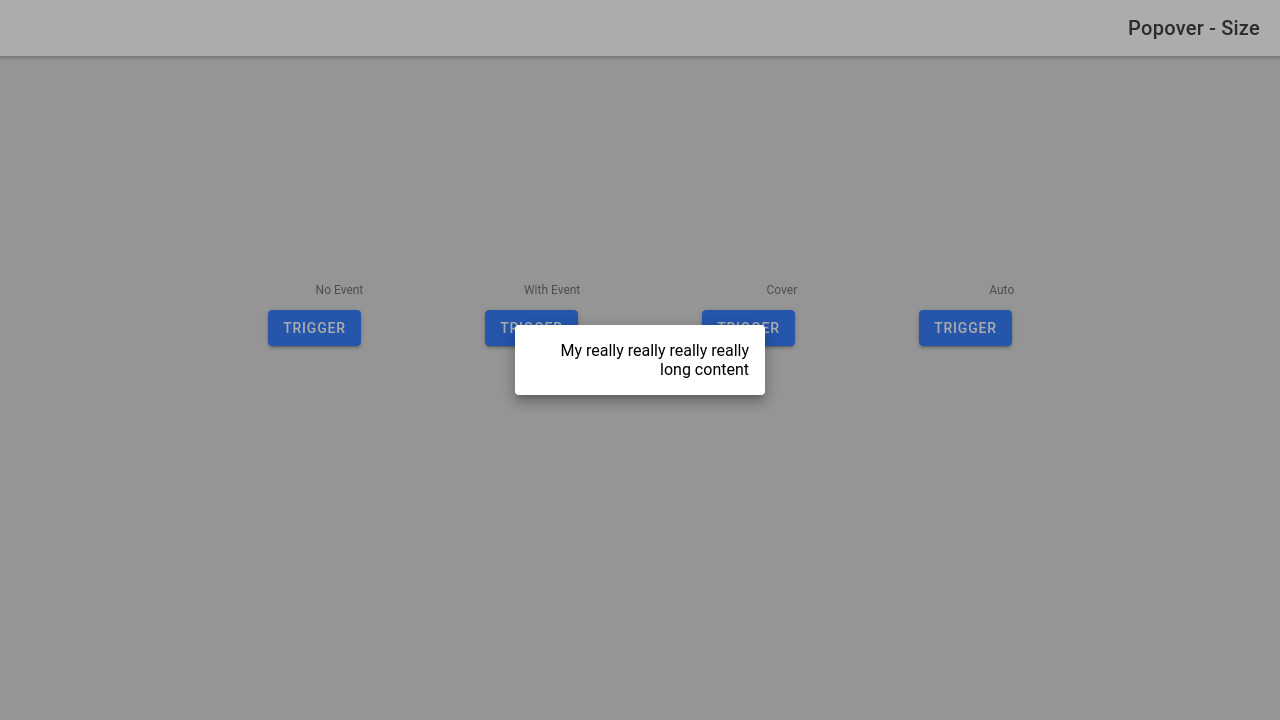 Popover - Size
No Event
With Event
Cover
Auto
TRIGGER
TRIGGER
TRIGGER
TRIGGER
My really really really really
long content